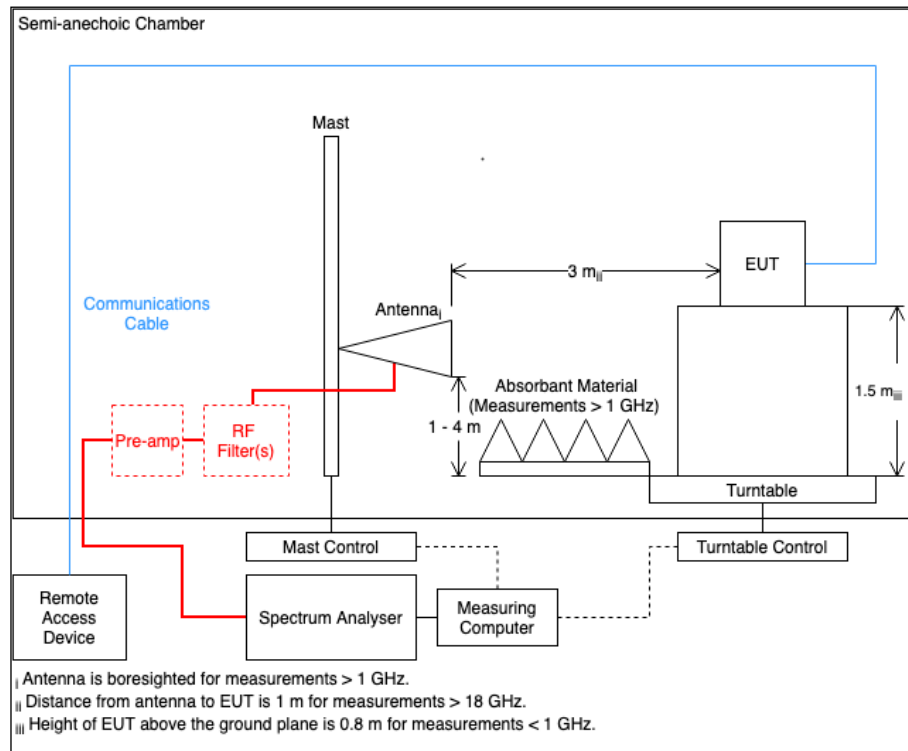 Semi-anechoic Chamber
Mast
3 m ii
EUT
Communications
Cable
Antenna i
Absorbant Material
(Measurements > 1 GHz)
1.5 m iii
1 - 4 m
Pre-amp
RF
Filter(s)
Turntable
Mast Control
Turntable Control
Remote
Access
Device
Spectrum Analyser
Measuring
Computer
i Antenna is boresighted for measurements > 1 GHz.
ii Distance from antenna to EUT is 1 m for measurements > 18 GHz.
iii Height of EUT above the ground plane is 0.8 m for measurements < 1 GHz.